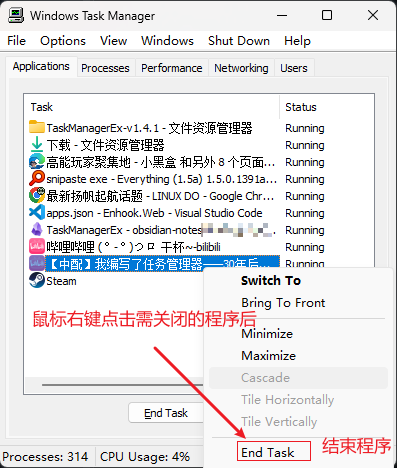 Windows Task Manager
File Options View Windows Shut Down Help
Applications Processes Performance Networking Users
Task Status
TaskManagerEx-v1.4.1 - 文件资源管理器 Running
下载 - 文件资源管理器 Running
高能玩家聚集地 - 小黑盒 和另外 8 个页面... Running
snipaste exe - Everything (1.5a) 1.5.0.1391a... Running
最新扬帆起航话题 - LINUX DO - Google Chr... Running
apps.json - Enhook.Web - Visual Studio Code Running
TaskManagerEx - obsidian-notes Running
哔哩哔哩 ( ゜- ゜)つロ 干杯~-bilibili Running
【中配】我编写了任务管理器——30年后... Running
Steam Running
Switch To
Bring To Front
鼠标右键点击需关闭的程序后
Minimize
Maximize
Cascade
Tile Horizontally
Tile Vertically
End Task
End Task 结束程序
Processes: 314 CPU Usage: 4%